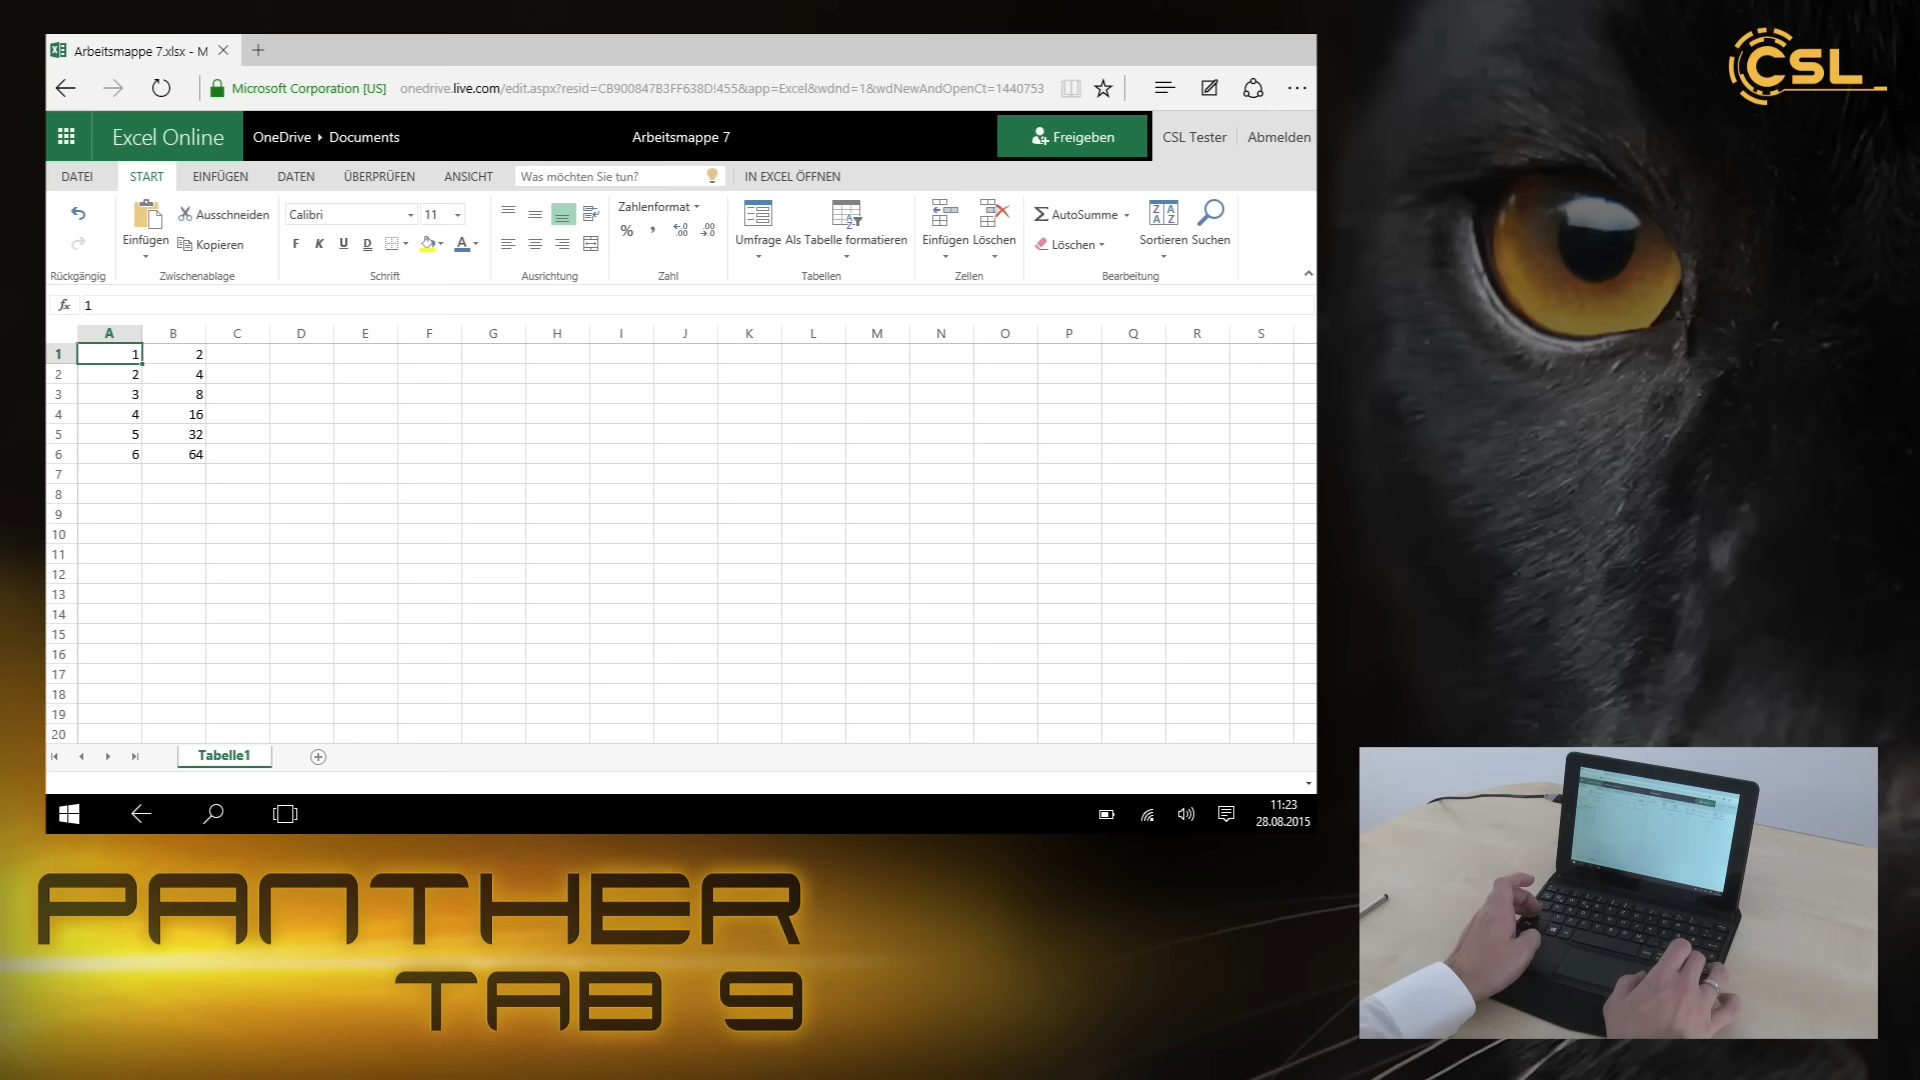 Arbeitsmappe 7.xlsx - M
Microsoft Corporation [US] onedrive.live.com/edit.aspx?resid=CB900847B3FF638D!455&app=Excel&wdnd=1&wdNewAndOpenCt=1440753
CSL
Excel Online OneDrive Documents Arbeitsmappe 7 Freigeben CSL Tester Abmelden
DATEI START EINFÜGEN DATEN ÜBERPRÜFEN ANSICHT Was möchten Sie tun? IN EXCEL ÖFFNEN
Einfügen Ausschneiden Kopieren
Calibri 11
F K U D A
Zahlenformat
% , ,00 ,00
Umfrage Als Tabelle formatieren
Einfügen Löschen
AutoSumme Löschen Sortieren Suchen
Rückgängig Zwischenablage Schrift Ausrichtung Zahl Tabellen Zellen Bearbeitung
fx 1
A B C D E F G H I J K L M N O P Q R S
1 1 2
2 2 4
3 3 8
4 4 16
5 5 32
6 6 64
7
8
9
10
11
12
13
14
15
16
17
18
19
20
Tabelle1
11:23
28.08.2015
PANTHER
TAB 9